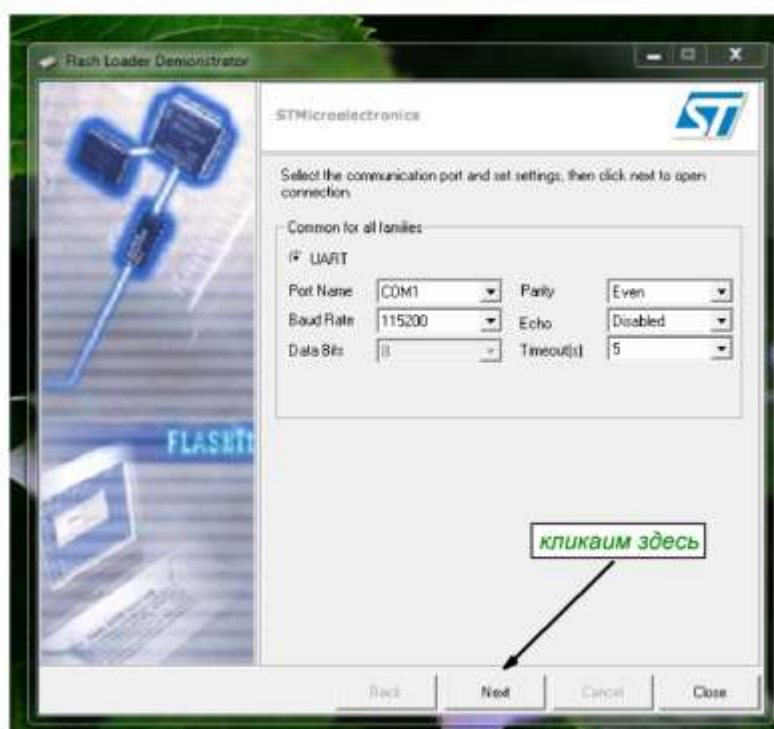 Flash Loader Demonstrator
STMicroelectronics
ST
Select the communication port and set settings, then click next to open
connection.
Common for all families
UART
Port Name COM1 Parity Even
Baud Rate 115200 Echo Disabled
Data Bits 8 Timeout(s) 5
FLASHIt
кликаим здесь
Back Next Cancel Close